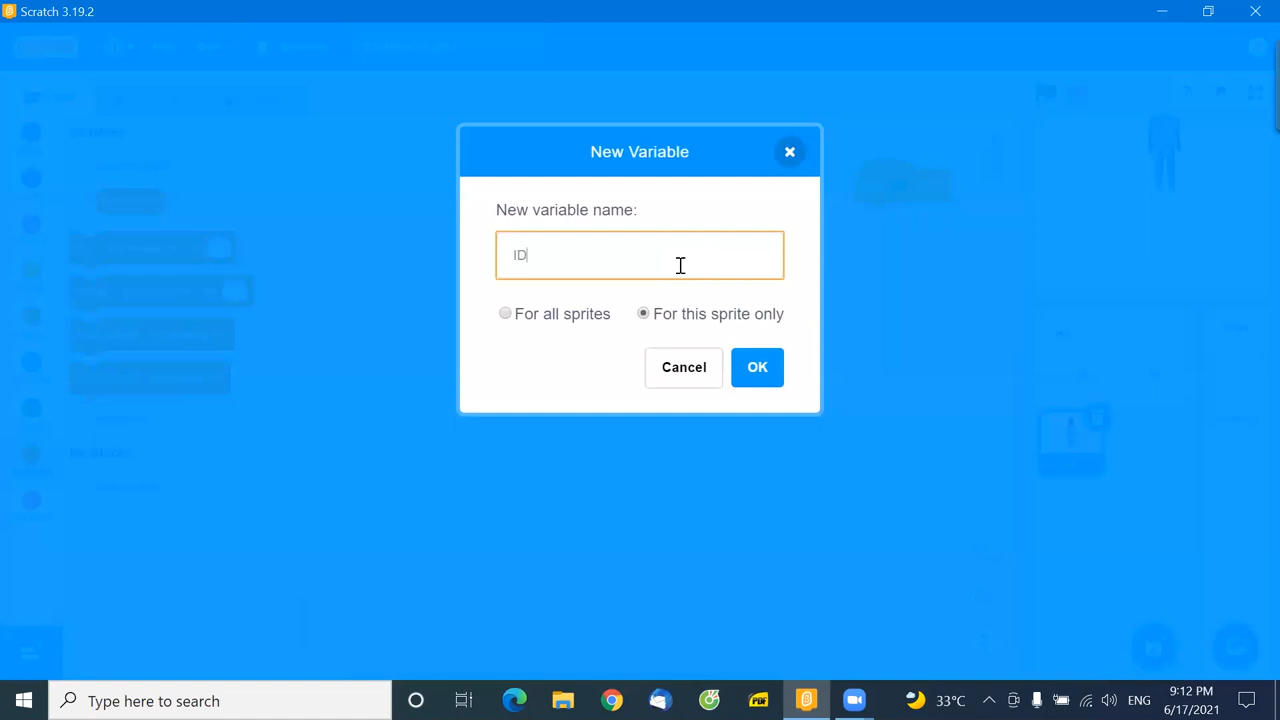 Scratch 3.19.2
New Variable
New variable name:
ID
For all sprites
For this sprite only
Cancel
OK
Type here to search
PDF
33°C
ENG
9:12 PM
6/17/2021